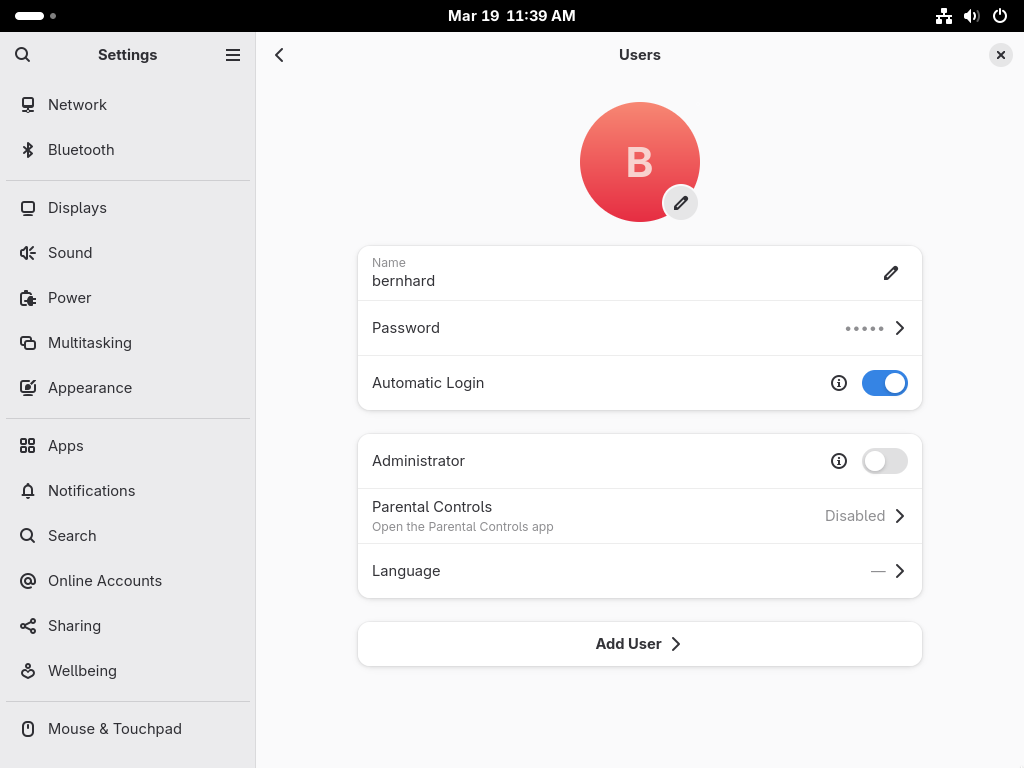 Mar 19 11:39 AM
Settings
Users
Network
Bluetooth
Displays
Sound
Power
Multitasking
Appearance
Apps
Notifications
Search
Online Accounts
Sharing
Wellbeing
Mouse & Touchpad
B
Name
bernhard
Password
•••••
Automatic Login
Administrator
Parental Controls
Open the Parental Controls app
Disabled
Language
—
Add User